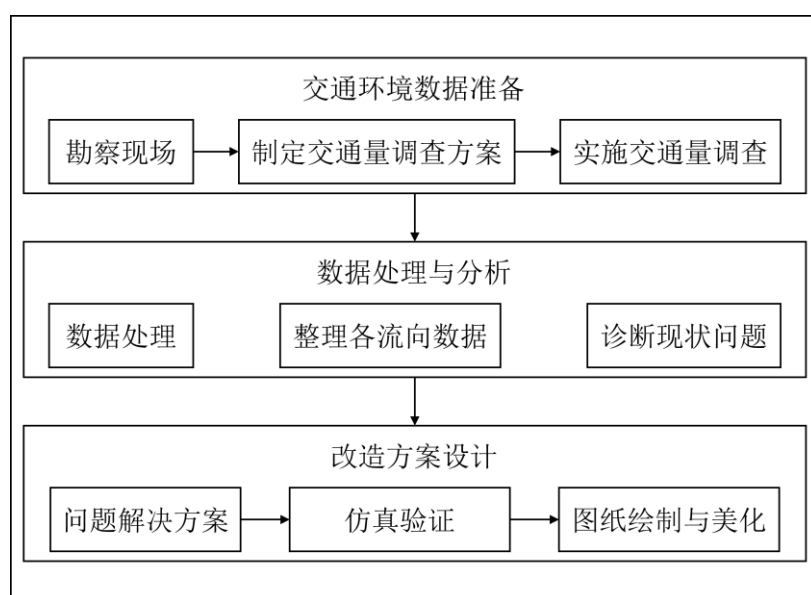 交通环境数据准备
勘察现场
制定交通量调查方案
实施交通量调查
数据处理与分析
数据处理
整理各流向数据
诊断现状问题
改造方案设计
问题解决方案
仿真验证
图纸绘制与美化